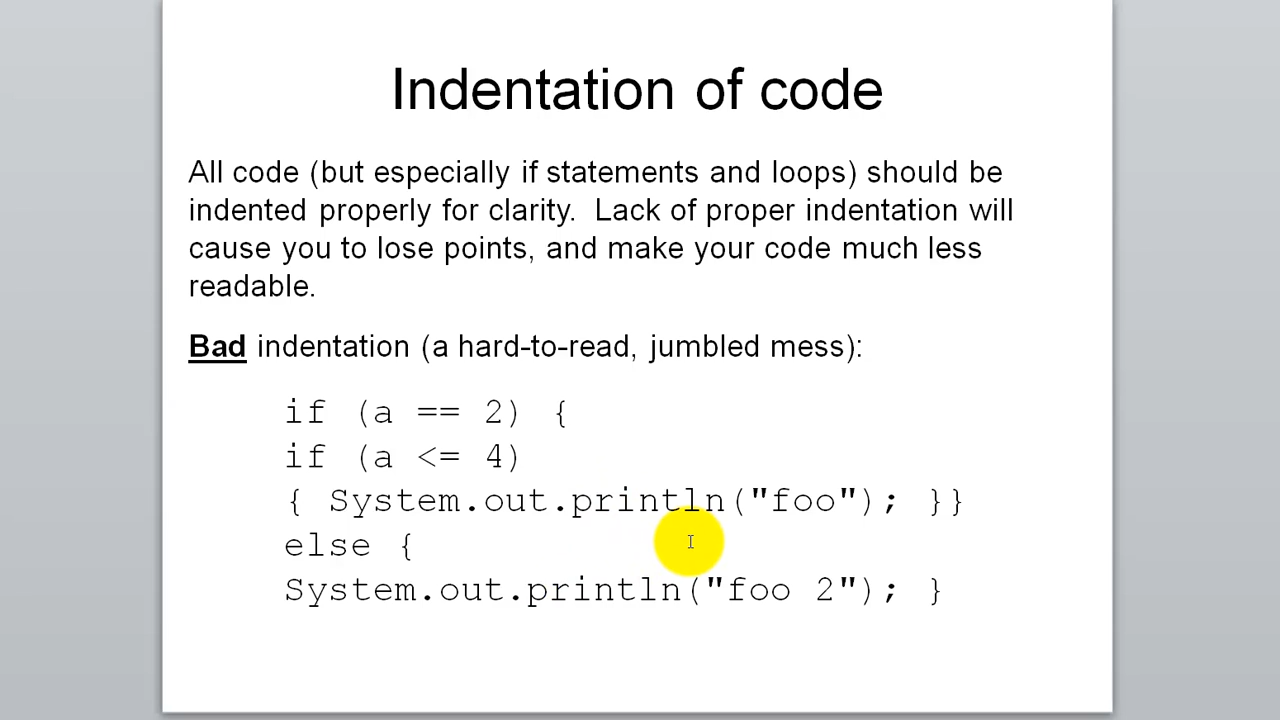 Indentation of code
All code (but especially if statements and loops) should be
indented properly for clarity.  Lack of proper indentation will
cause you to lose points, and make your code much less
readable.
Bad indentation (a hard-to-read, jumbled mess):
if (a == 2) {
if (a <= 4)
{ System.out.println("foo"); }}
else {
System.out.println("foo 2"); }